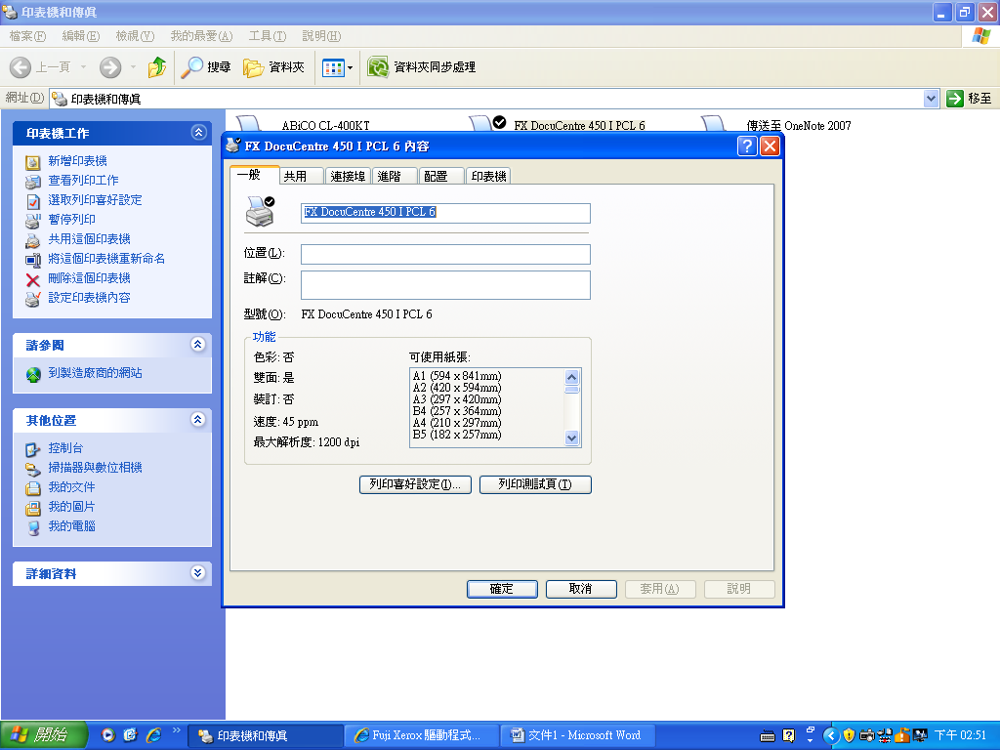 印表機和傳真
檔案(F) 編輯(E) 檢視(V) 我的最愛(A) 工具(T) 說明(H)
上一頁 搜尋 資料夾 資料夾同步處理
網址(D) 印表機和傳真 移至
印表機工作
新增印表機
查看列印工作
選取列印喜好設定
暫停列印
共用這個印表機
將這個印表機重新命名
刪除這個印表機
設定印表機內容
請參閱
到製造廠商的網站
其他位置
控制台
掃描器與數位相機
我的文件
我的圖片
我的電腦
詳細資料
ABiCO CL-400KT FX DocuCentre 450 I PCL 6 傳送至 OneNote 2007
FX DocuCentre 450 I PCL 6 內容
一般 共用 連接埠 進階 配置 印表機
FX DocuCentre 450 I PCL 6
位置(L):
註解(C):
型號(O): FX DocuCentre 450 I PCL 6
功能
色彩: 否
雙面: 是
裝訂: 否
速度: 45 ppm
最大解析度: 1200 dpi
可使用紙張:
A1 (594 x 841mm)
A2 (420 x 594mm)
A3 (297 x 420mm)
B4 (257 x 364mm)
A4 (210 x 297mm)
B5 (182 x 257mm)
列印喜好設定(I)... 列印測試頁(T)
確定 取消 套用(A) 說明
開始 印表機和傳真 Fuji Xerox 驅動程式... 文件1 - Microsoft Word 下午 02:51